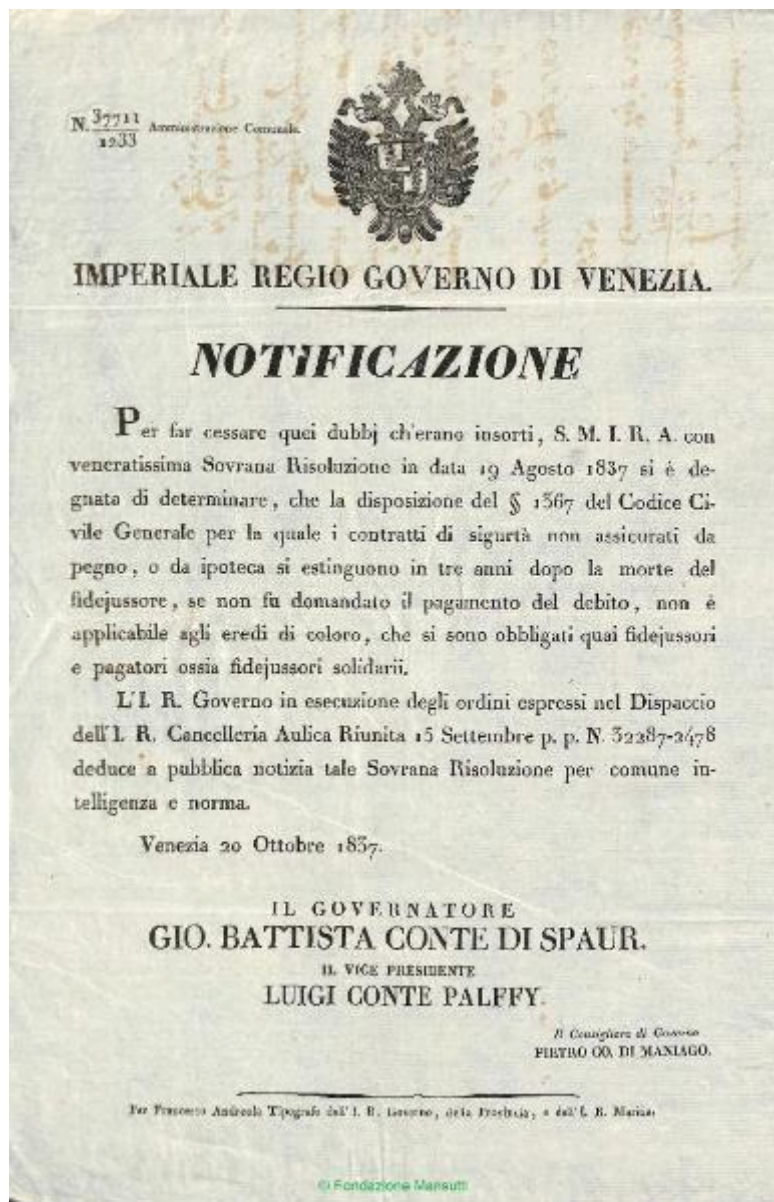 N. 37711/1233 Amministrazione Comunale.
IMPERIALE REGIO GOVERNO DI VENEZIA.
NOTIFICAZIONE
Per far cessare quei dubbj ch'erano insorti, S. M. I. R. A. con
veneratissima Sovrana Risoluzione in data 19 Agosto 1837 si è de-
gnata di determinare, che la disposizione del § 1367 del Codice Ci-
vile Generale per la quale i contratti di sigurtà non assicurati da
pegno, o da ipoteca si estinguono in tre anni dopo la morte del
fidejussore, se non fu domandato il pagamento del debito, non è
applicabile agli eredi di coloro, che si sono obbligati quai fidejussori
e pagatori ossia fidejussori solidarii.
L'I. R. Governo in esecuzione degli ordini espressi nel Dispaccio
dell'I. R. Cancelleria Aulica Riunita 15 Settembre p. p. N. 32287-2478
deduce a pubblica notizia tale Sovrana Risoluzione per comune in-
telligenza e norma.
Venezia 20 Ottobre 1837.
IL GOVERNATORE
GIO. BATTISTA CONTE DI SPAUR.
IL VICE PRESIDENTE
LUIGI CONTE PALFFY.
Il Consigliere di Governo
PIETRO CO. DI MANIAGO.
Per Francesco Andreola Tipografo dell'I. R. Governo, della Provincia, e dell'I. R. Marina.
© Fondazione Mansutti